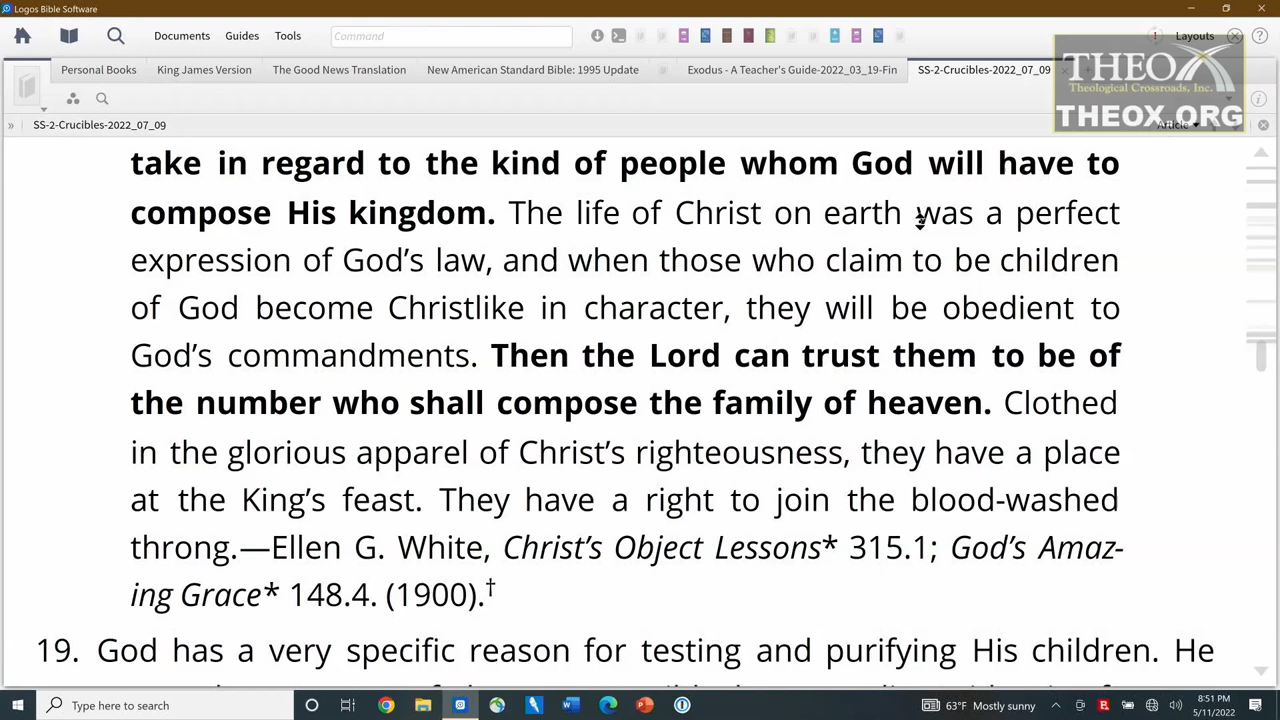 Logos Bible Software
Documents Guides Tools Command Layouts
Personal Books King James Version The Good News New American Standard Bible: 1995 Update Exodus - A Teacher's Guide-2022_03_19-Fin SS-2-Crucibles-2022_07_09
THEOX
Theological Crossroads, Inc.
THEOX.ORG
» SS-2-Crucibles-2022_07_09 Article
take in regard to the kind of people whom God will have to
compose His kingdom. The life of Christ on earth was a perfect
expression of God's law, and when those who claim to be children
of God become Christlike in character, they will be obedient to
God's commandments. Then the Lord can trust them to be of
the number who shall compose the family of heaven. Clothed
in the glorious apparel of Christ's righteousness, they have a place
at the King's feast. They have a right to join the blood-washed
throng.—Ellen G. White, Christ's Object Lessons* 315.1; God's Amaz-
ing Grace* 148.4. (1900).†
19. God has a very specific reason for testing and purifying His children. He
Type here to search 63°F Mostly sunny 8:51 PM
5/11/2022